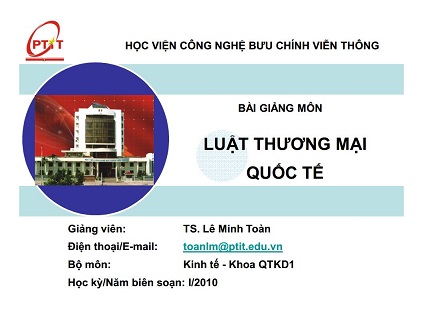 PTIT
HỌC VIỆN CÔNG NGHỆ BƯU CHÍNH VIỄN THÔNG
BÀI GIẢNG MÔN
LUẬT THƯƠNG MẠI
QUỐC TẾ
Giảng viên: TS. Lê Minh Toàn
Điện thoại/E-mail: toanlm@ptit.edu.vn
Bộ môn: Kinh tế - Khoa QTKD1
Học kỳ/Năm biên soạn: I/2010